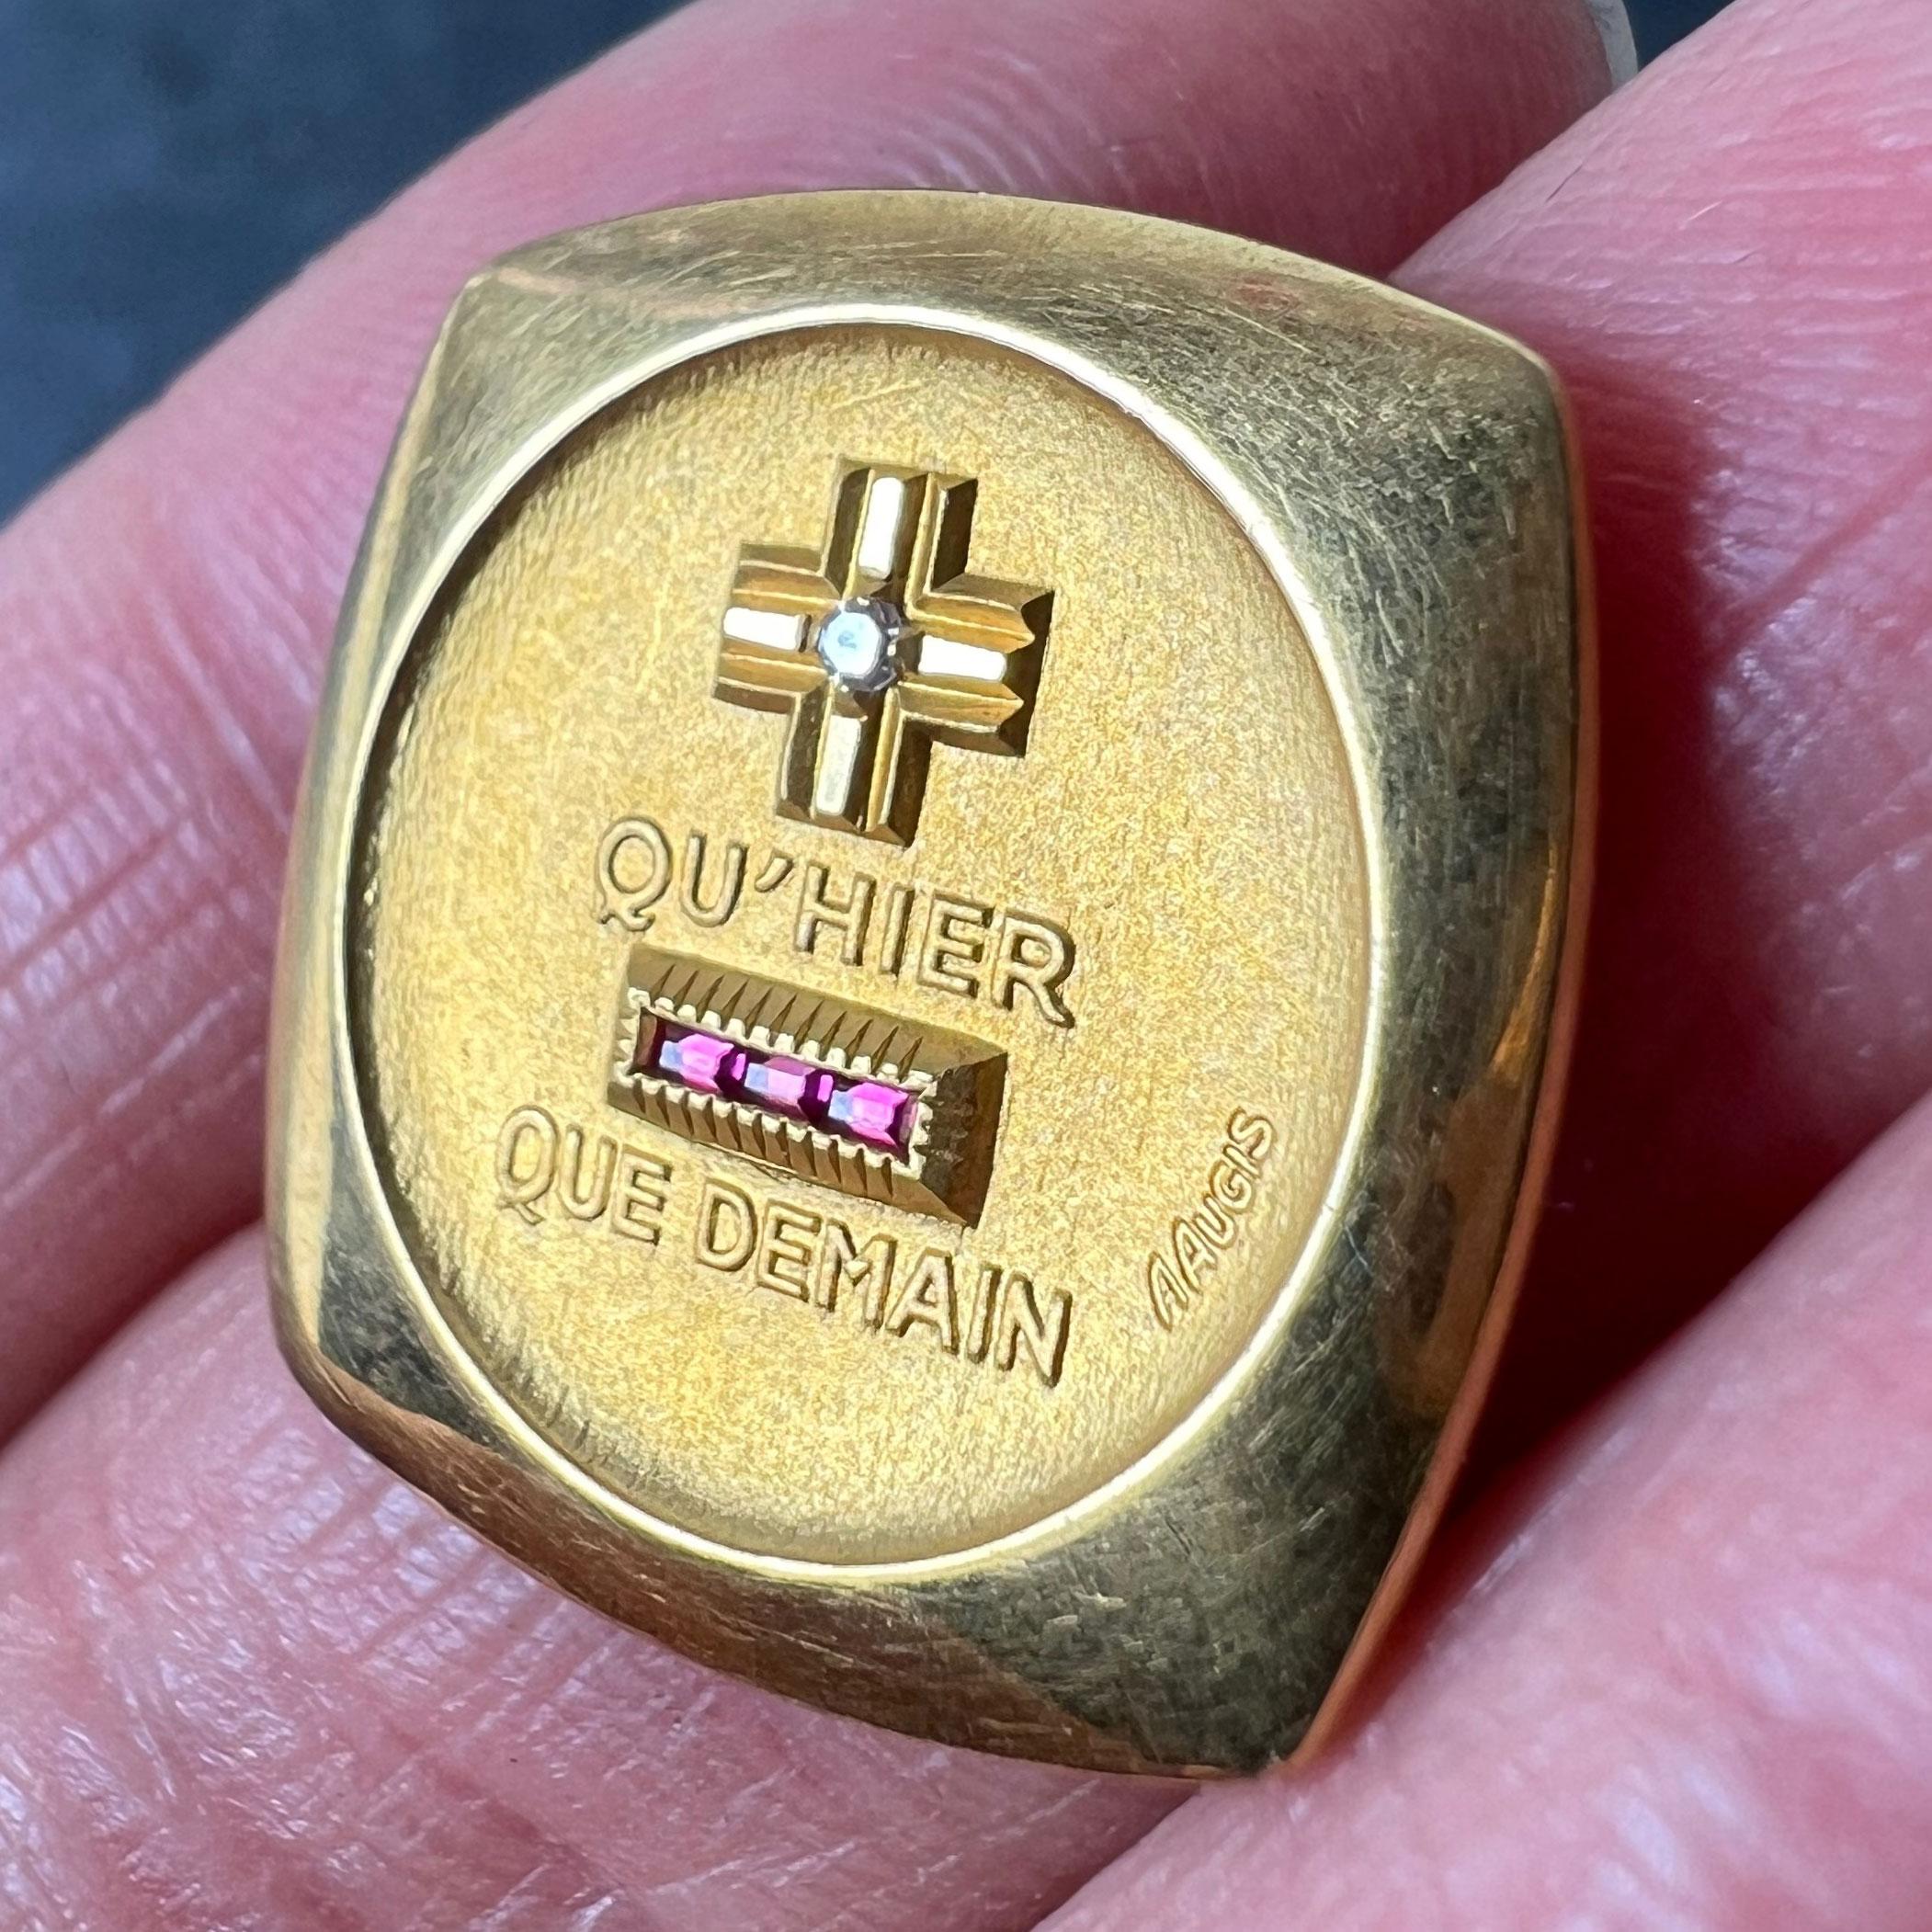 +
QU'HIER
-
QUE DEMAIN
A AUGIS